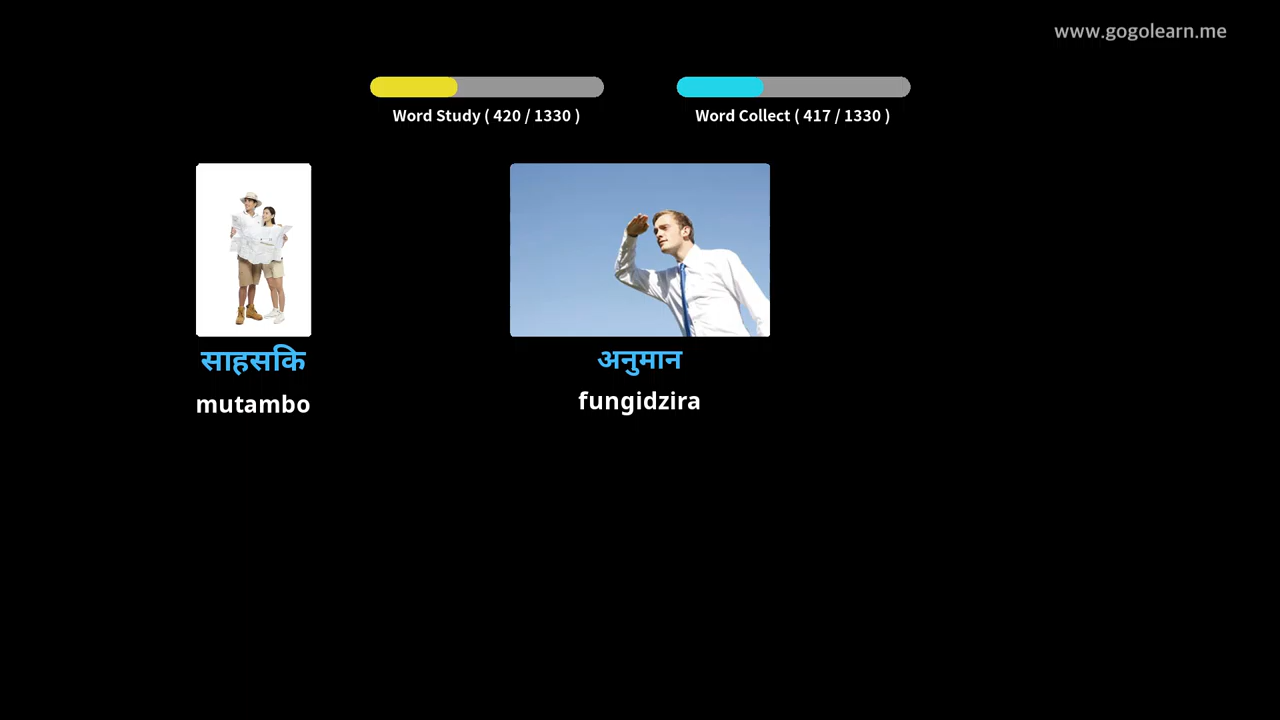 www.gogolearn.me
Word Study ( 420 / 1330 )
Word Collect ( 417 / 1330 )
साहसकि
mutambo
अनुमान
fungidzira